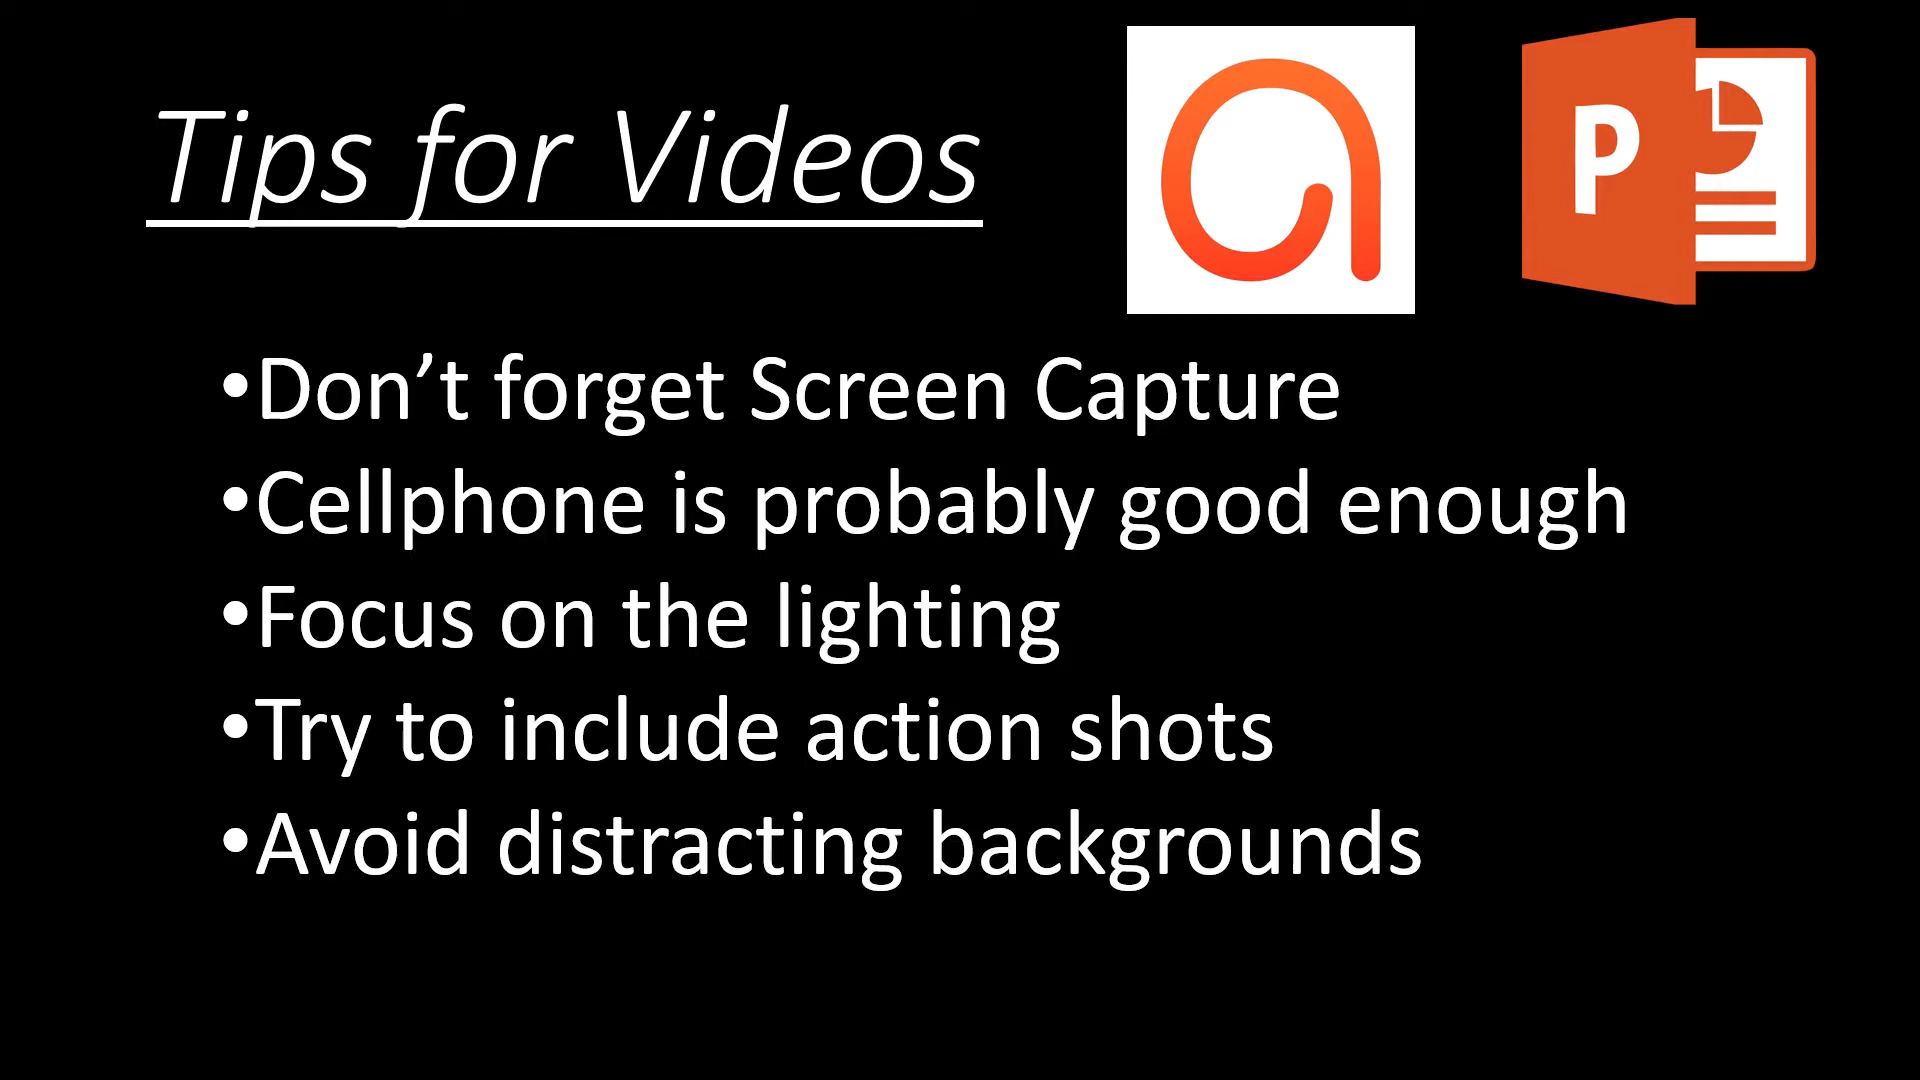 Tips for Videos
P
•Don’t forget Screen Capture
•Cellphone is probably good enough
•Focus on the lighting
•Try to include action shots
•Avoid distracting backgrounds